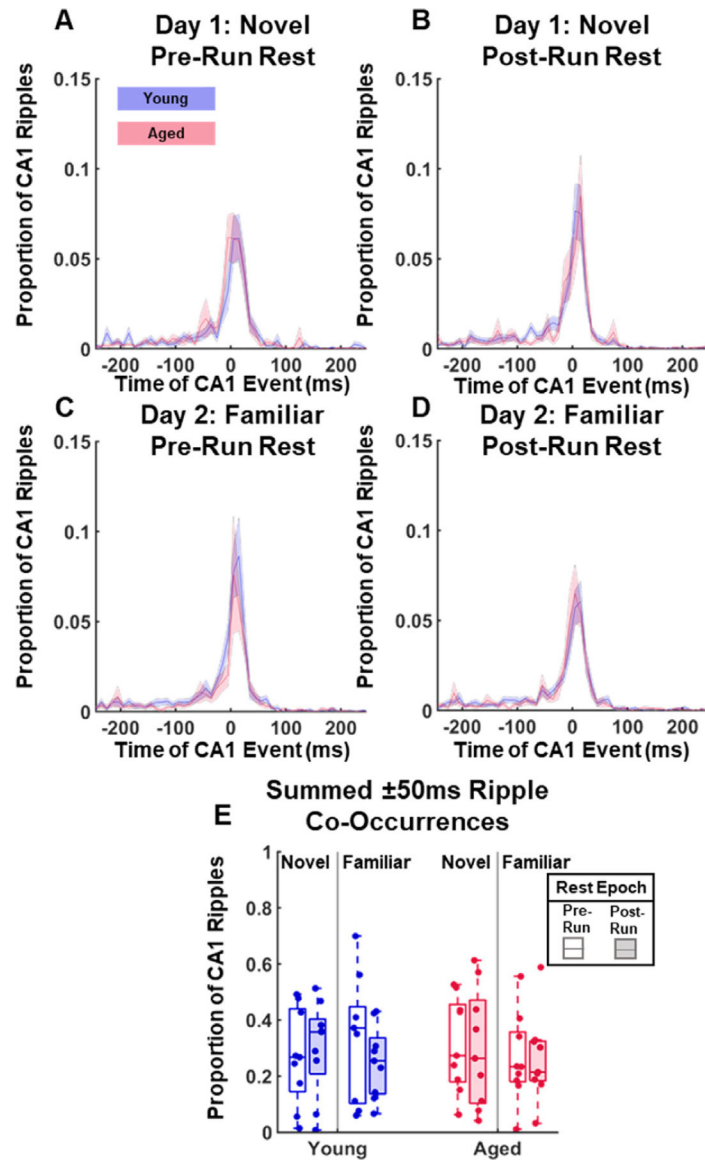 A
Day 1: Novel
Pre-Run Rest
Proportion of CA1 Ripples
0.15
0.1
0.05
0
Young
Aged
-200 -100 0 100 200
Time of CA1 Event (ms)
B
Day 1: Novel
Post-Run Rest
Proportion of CA1 Ripples
0.15
0.1
0.05
0
-200 -100 0 100 200
Time of CA1 Event (ms)
C
Day 2: Familiar
Pre-Run Rest
Proportion of CA1 Ripples
0.15
0.1
0.05
0
-200 -100 0 100 200
Time of CA1 Event (ms)
D
Day 2: Familiar
Post-Run Rest
Proportion of CA1 Ripples
0.15
0.1
0.05
0
-200 -100 0 100 200
Time of CA1 Event (ms)
E
Summed ±50ms Ripple
Co-Occurrences
Proportion of CA1 Ripples
1
0.8
0.6
0.4
0.2
0
Novel Familiar Novel Familiar
Rest Epoch
Pre- Post-
Run Run
Young Aged